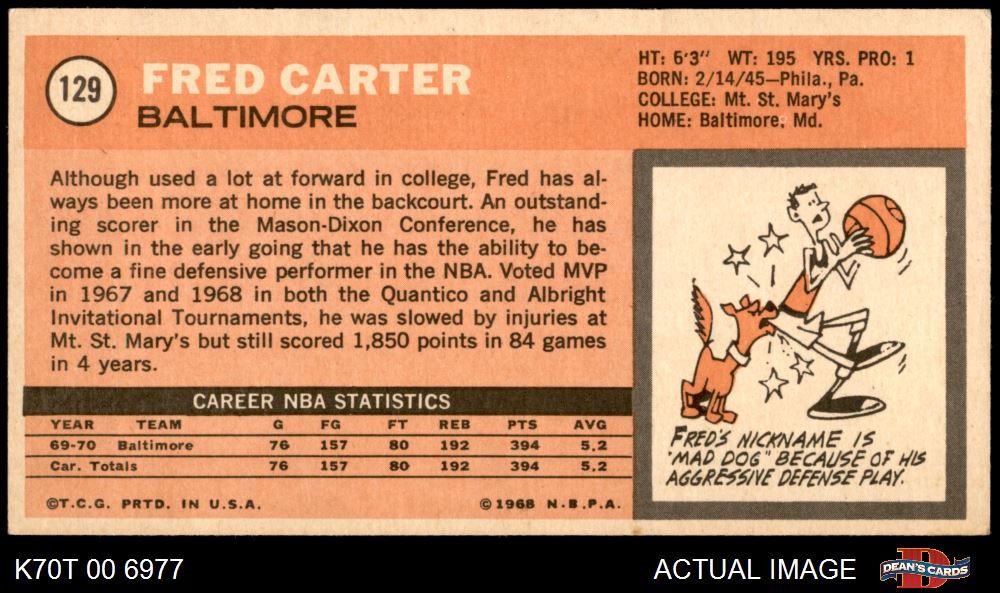 129
FRED CARTER
BALTIMORE
HT: 6'3" WT: 195 YRS. PRO: 1
BORN: 2/14/45—Phila., Pa.
COLLEGE: Mt. St. Mary's
HOME: Baltimore, Md.
Although used a lot at forward in college, Fred has al-
ways been more at home in the backcourt. An outstand-
ing scorer in the Mason-Dixon Conference, he has
shown in the early going that he has the ability to be-
come a fine defensive performer in the NBA. Voted MVP
in 1967 and 1968 in both the Quantico and Albright
Invitational Tournaments, he was slowed by injuries at
Mt. St. Mary's but still scored 1,850 points in 84 games
in 4 years.
CAREER NBA STATISTICS
YEAR TEAM G FG FT REB PTS AVG
69-70 Baltimore 76 157 80 192 394 5.2
Car. Totals 76 157 80 192 394 5.2
©T.C.G. PRTD. IN U.S.A. ©1968 N.B.P.A.
FRED'S NICKNAME IS
"MAD DOG" BECAUSE OF HIS
AGGRESSIVE DEFENSE PLAY.
K70T 00 6977
ACTUAL IMAGE
D
DEAN'S CARDS